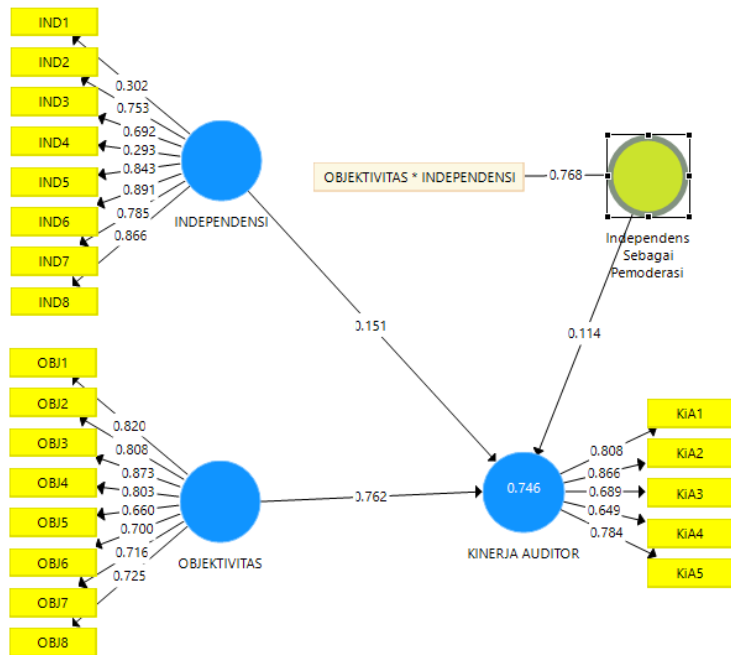 IND1
IND2
IND3
IND4
IND5
IND6
IND7
IND8
0.302
0.753
0.692
0.293
0.843
0.891
0.785
0.866
INDEPENDENSI
OBJEKTIVITAS * INDEPENDENSI
0.768
Independens
Sebagai
Pemoderasi
0.151
0.114
OBJ1
OBJ2
OBJ3
OBJ4
OBJ5
OBJ6
OBJ7
OBJ8
0.820
0.808
0.873
0.803
0.660
0.700
0.716
0.725
OBJEKTIVITAS
0.762
0.746
KINERJA AUDITOR
0.808
0.866
0.689
0.649
0.784
KiA1
KiA2
KiA3
KiA4
KiA5